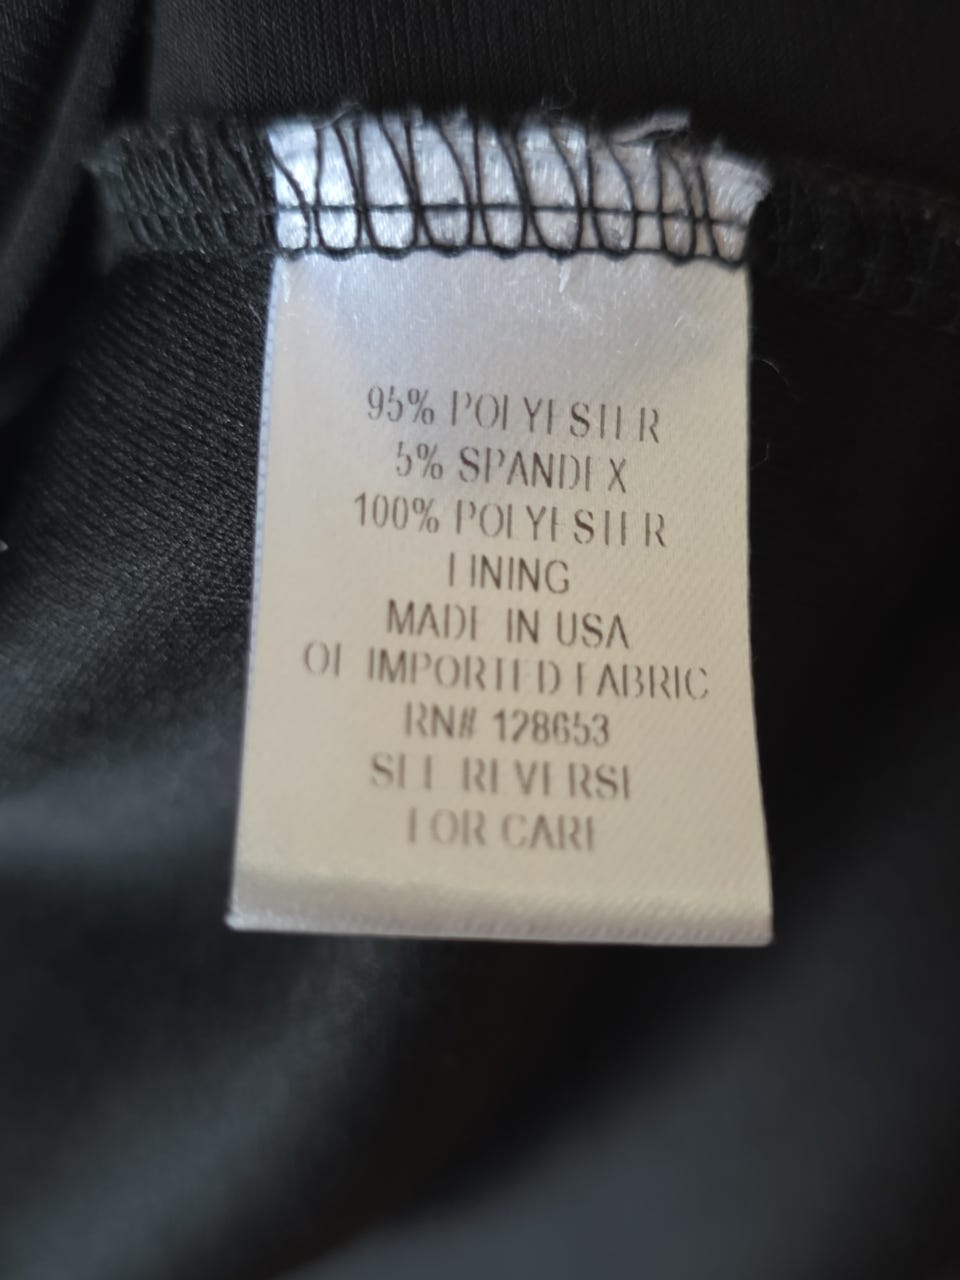 95% POLYESTER
5% SPANDEX
100% POLYESTER
LINING
MADE IN USA
OF IMPORTED FABRIC
RN# 128653
SEE REVERSE
FOR CARE